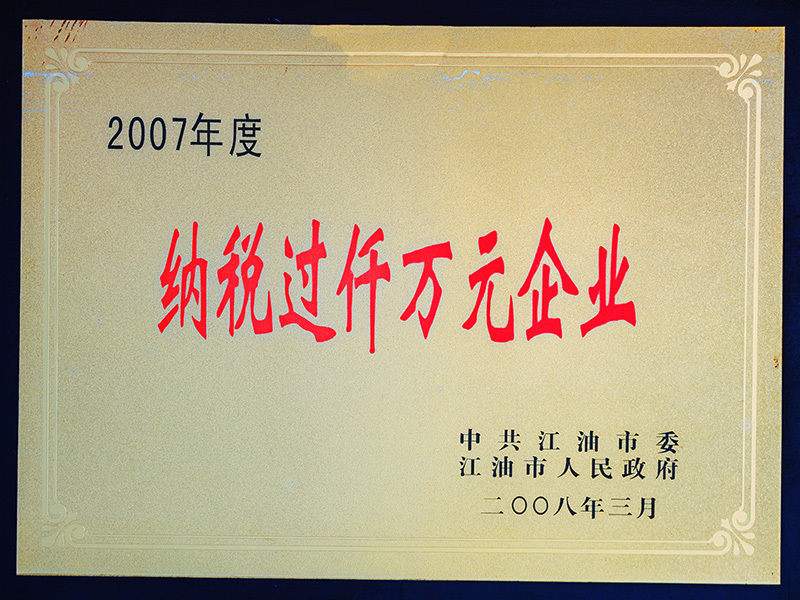 2007年度
纳税过仟万元企业
中共江油市委
江油市人民政府
二〇〇八年三月